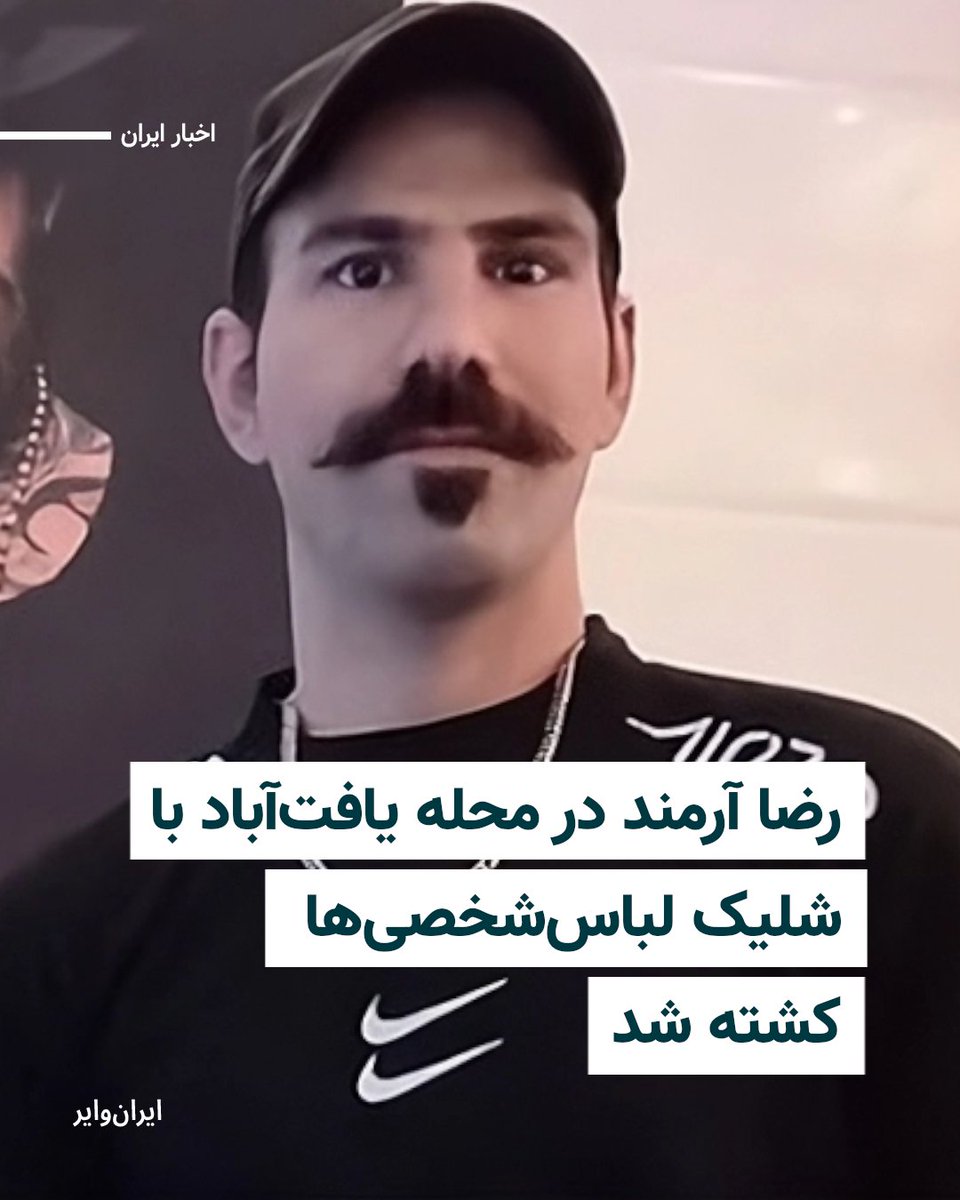 اخبار ایران
رضا آرمند در محله یافت‌آباد با
شلیک لباس‌شخصی‌ها
کشته شد
ایران‌وایر